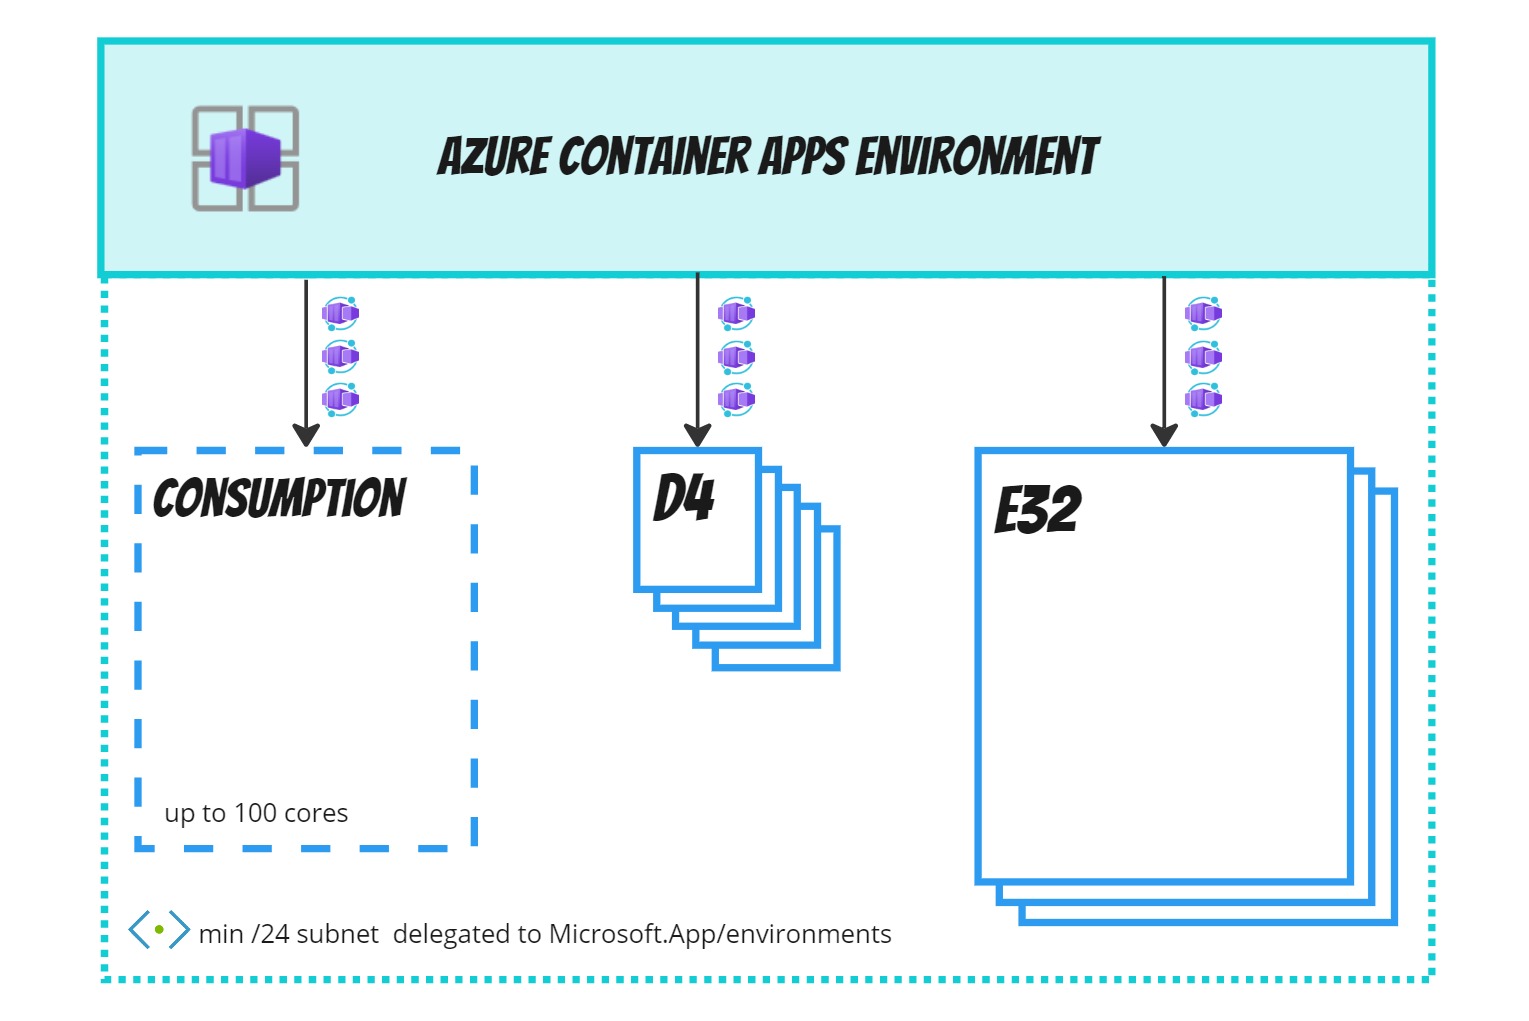 AZURE CONTAINER APPS ENVIRONMENT
CONSUMPTION
up to 100 cores
D4
E32
min /24 subnet  delegated to Microsoft.App/environments